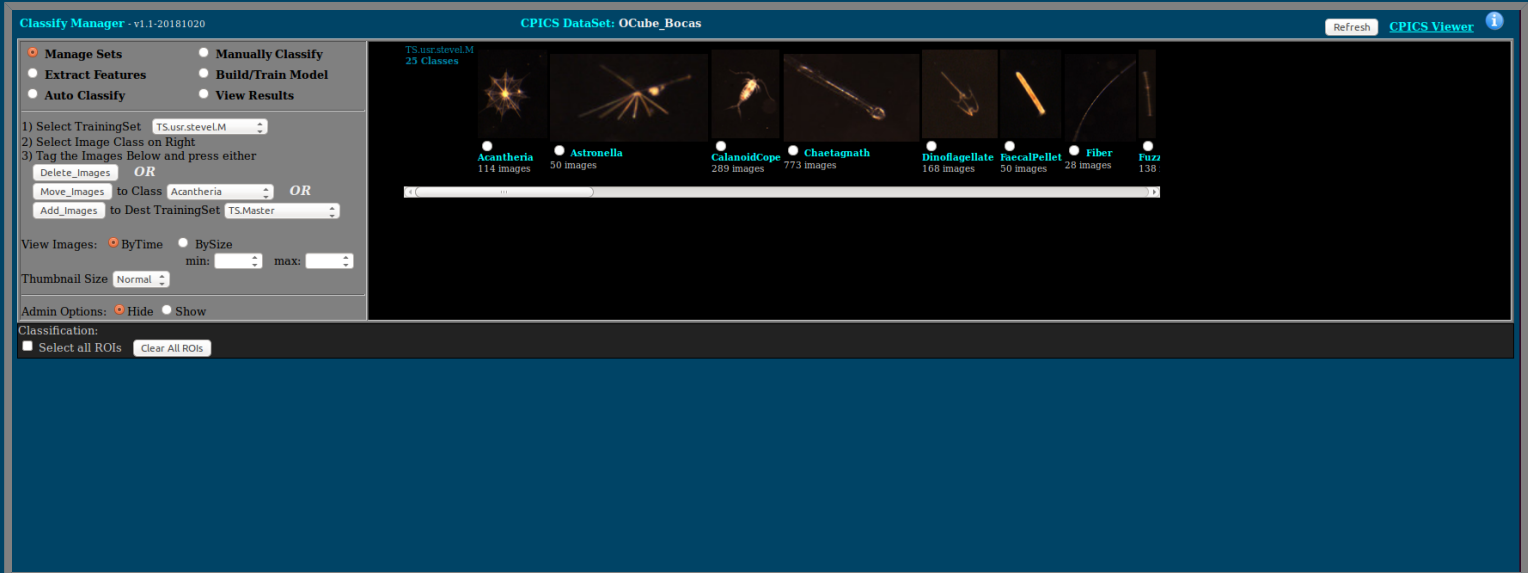 Classify Manager - v1.1-20181020
CPICS DataSet: OCube_Bocas
Refresh
CPICS Viewer
i
Manage Sets
Manually Classify
Extract Features
Build/Train Model
Auto Classify
View Results
1) Select TrainingSet TS.usr.stevel.M
2) Select Image Class on Right
3) Tag the Images Below and press either
Delete_Images OR
Move_Images to Class Acantheria OR
Add_Images to Dest TrainingSet TS.Master
View Images: ByTime BySize
min: max:
Thumbnail Size Normal
Admin Options: Hide Show
TS.usr.stevel.M
25 Classes
Acantheria
114 images
Astronella
50 images
CalanoidCope
289 images
Chaetagnath
773 images
Dinoflagellate
168 images
FaecalPellet
50 images
Fiber
28 images
Fuzz
138
Classification:
Select all ROIs Clear All ROIs